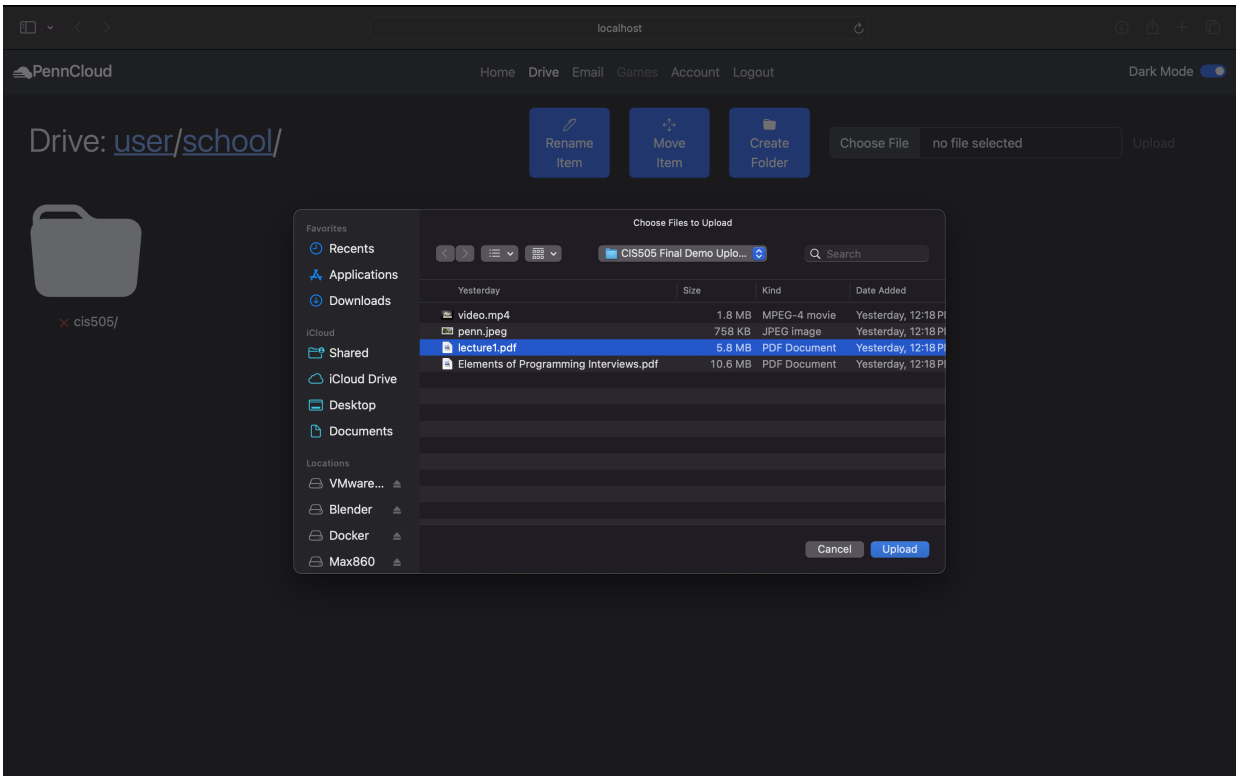 localhost
PennCloud
Home Drive Email Games Account Logout
Dark Mode
Drive: user/school/
Rename
Item
Move
Item
Create
Folder
Choose File no file selected
Upload
cis505/
Favorites
Recents
Applications
Downloads
iCloud
Shared
iCloud Drive
Desktop
Documents
Locations
VMware...
Blender
Docker
Max860
Choose Files to Upload
CIS505 Final Demo Uplo...
Search
Yesterday Size Kind Date Added
video.mp4 1.8 MB MPEG-4 movie Yesterday, 12:18 P
penn.jpeg 758 KB JPEG image Yesterday, 12:18 P
lecture1.pdf 5.8 MB PDF Document Yesterday, 12:18 P
Elements of Programming Interviews.pdf 10.6 MB PDF Document Yesterday, 12:18 P
Cancel Upload